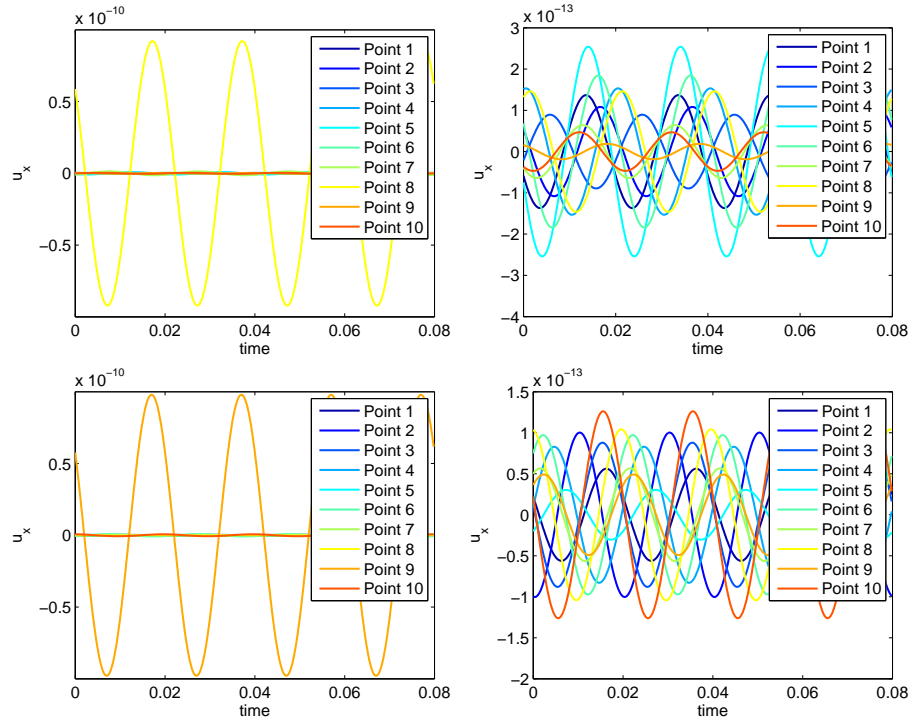 x 10⁻¹⁰
0.5
0
−0.5
0
0.02
0.04
0.06
0.08
time
u_x
Point 1
Point 2
Point 3
Point 4
Point 5
Point 6
Point 7
Point 8
Point 9
Point 10
x 10⁻¹³
3
2
1
0
−1
−2
−3
−4
0
0.02
0.04
0.06
0.08
time
u_x
Point 1
Point 2
Point 3
Point 4
Point 5
Point 6
Point 7
Point 8
Point 9
Point 10
x 10⁻¹⁰
0.5
0
−0.5
0
0.02
0.04
0.06
0.08
time
u_x
Point 1
Point 2
Point 3
Point 4
Point 5
Point 6
Point 7
Point 8
Point 9
Point 10
x 10⁻¹³
1.5
1
0.5
0
−0.5
−1
−1.5
−2
0
0.02
0.04
0.06
0.08
time
u_x
Point 1
Point 2
Point 3
Point 4
Point 5
Point 6
Point 7
Point 8
Point 9
Point 10